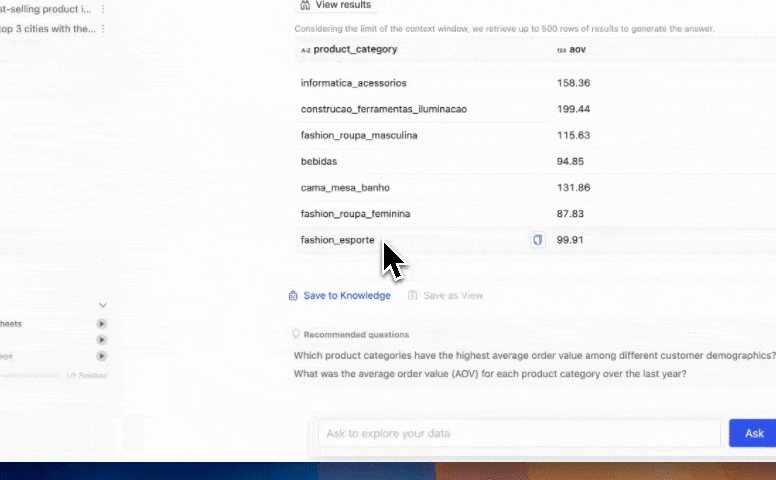 st-selling product i...
top 3 cities with the...
View results
Considering the limit of the context window, we retrieve up to 500 rows of results to generate the answer.
A-Z product_category 123 aov
informatica_acessorios 158.36
construcao_ferramentas_iluminacao 199.44
fashion_roupa_masculina 115.63
bebidas 94.85
cama_mesa_banho 131.86
fashion_roupa_feminina 87.83
fashion_esporte 99.91
Save to Knowledge Save as View
Recommended questions
Which product categories have the highest average order value among different customer demographics?
What was the average order value (AOV) for each product category over the last year?
heets
age
1/5 Finished
Ask to explore your data
Ask